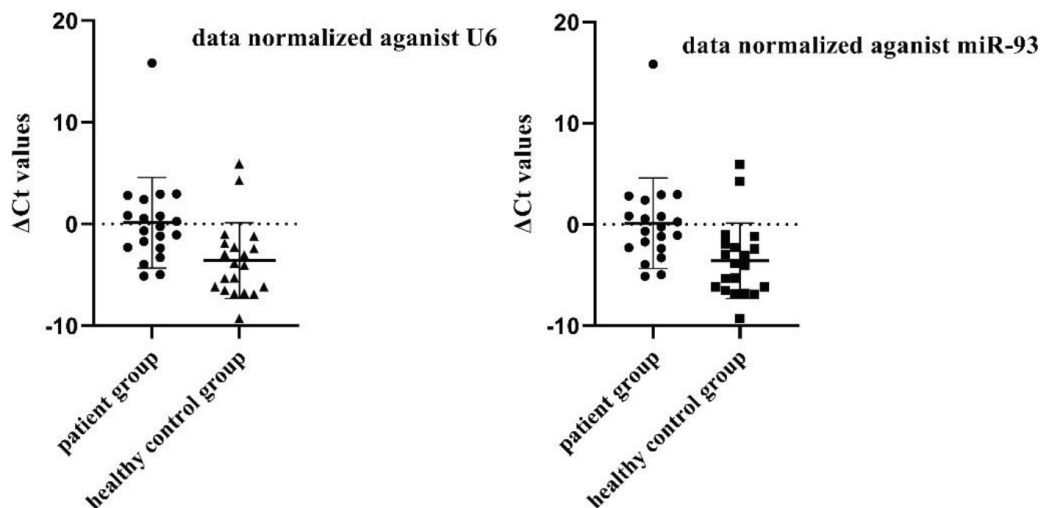 data normalized aganist U6
ΔCt values
20
10
0
-10
patient group
healthy control group
data normalized aganist miR-93
ΔCt values
20
10
0
-10
patient group
healthy control group